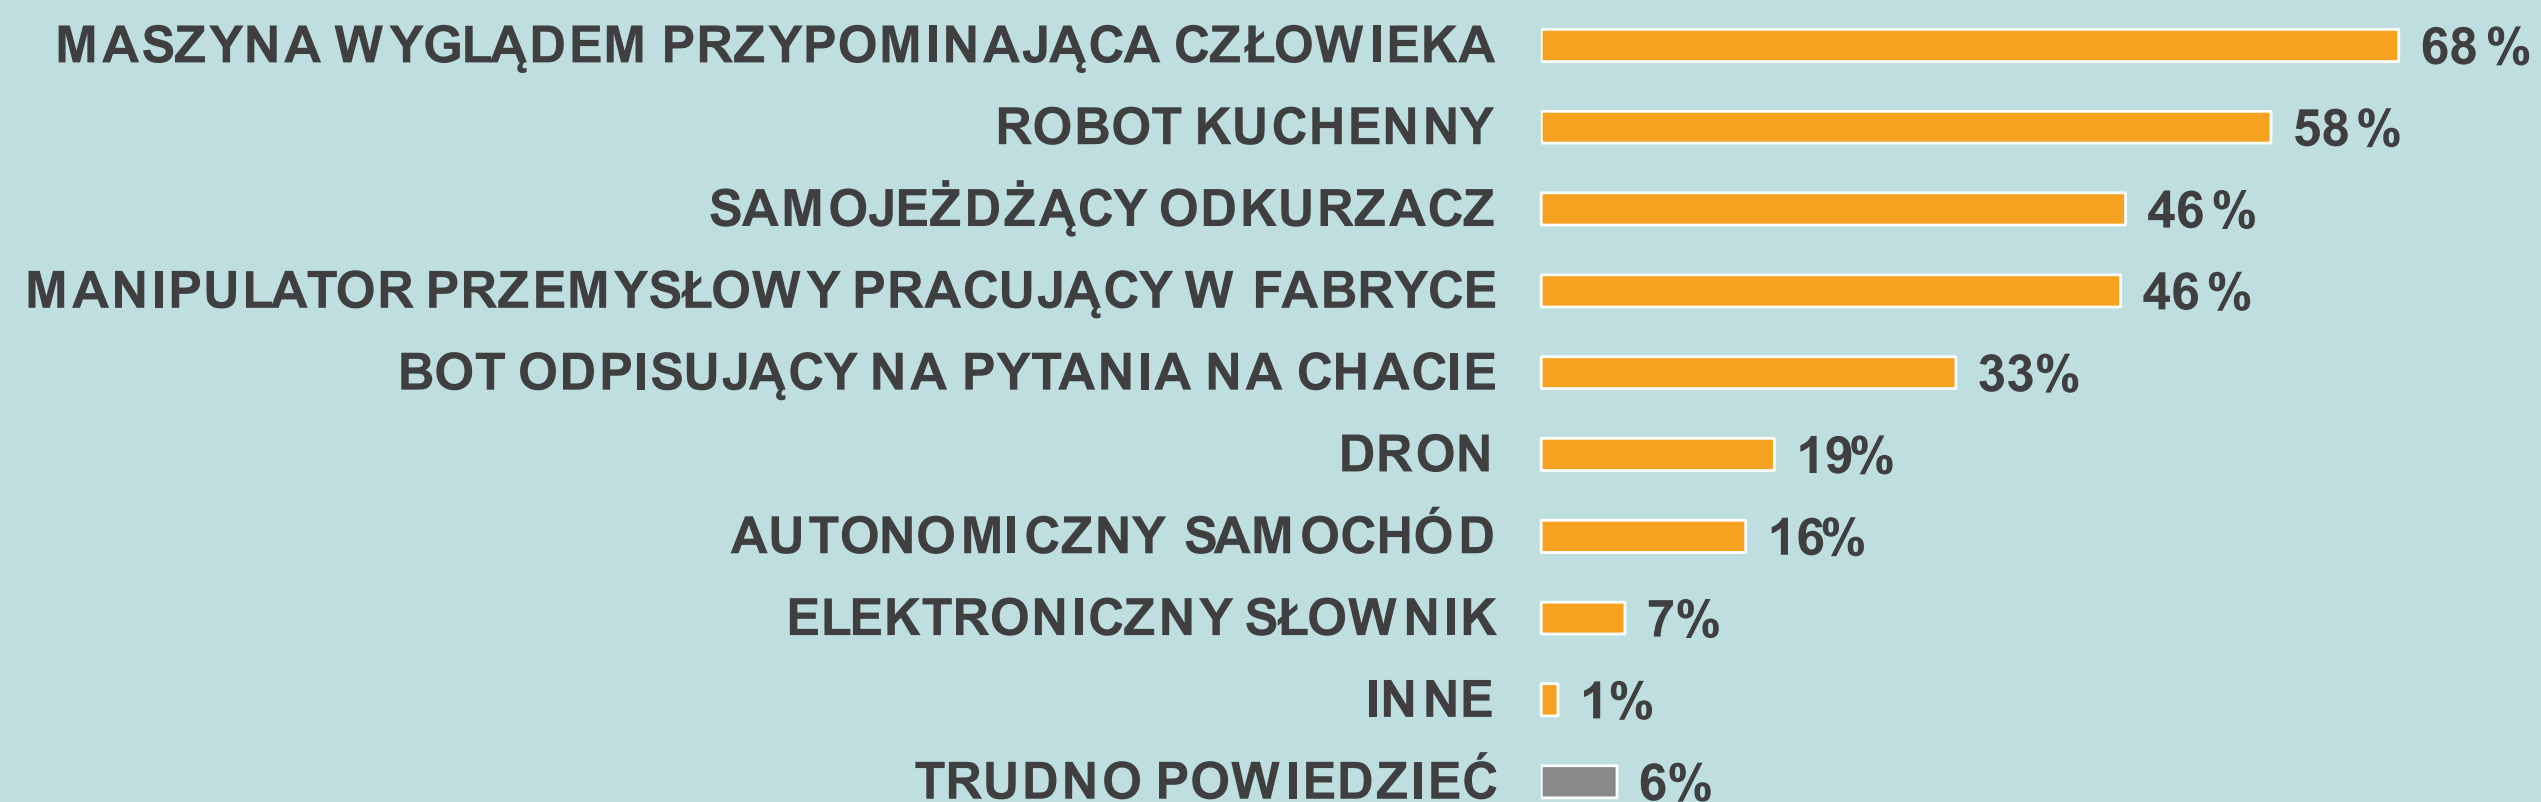 MASZYNA WYGLĄDEM PRZYPOMINAJĄCA CZŁOWIEKA 68%
ROBOT KUCHENNY 58%
SAMOJEŻDŻĄCY ODKURZACZ 46%
MANIPULATOR PRZEMYSŁOWY PRACUJĄCY W FABRYCE 46%
BOT ODPISUJĄCY NA PYTANIA NA CHACIE 33%
DRON 19%
AUTONOMICZNY SAMOCHÓD 16%
ELEKTRONICZNY SŁOWNIK 7%
INNE 1%
TRUDNO POWIEDZIEĆ 6%